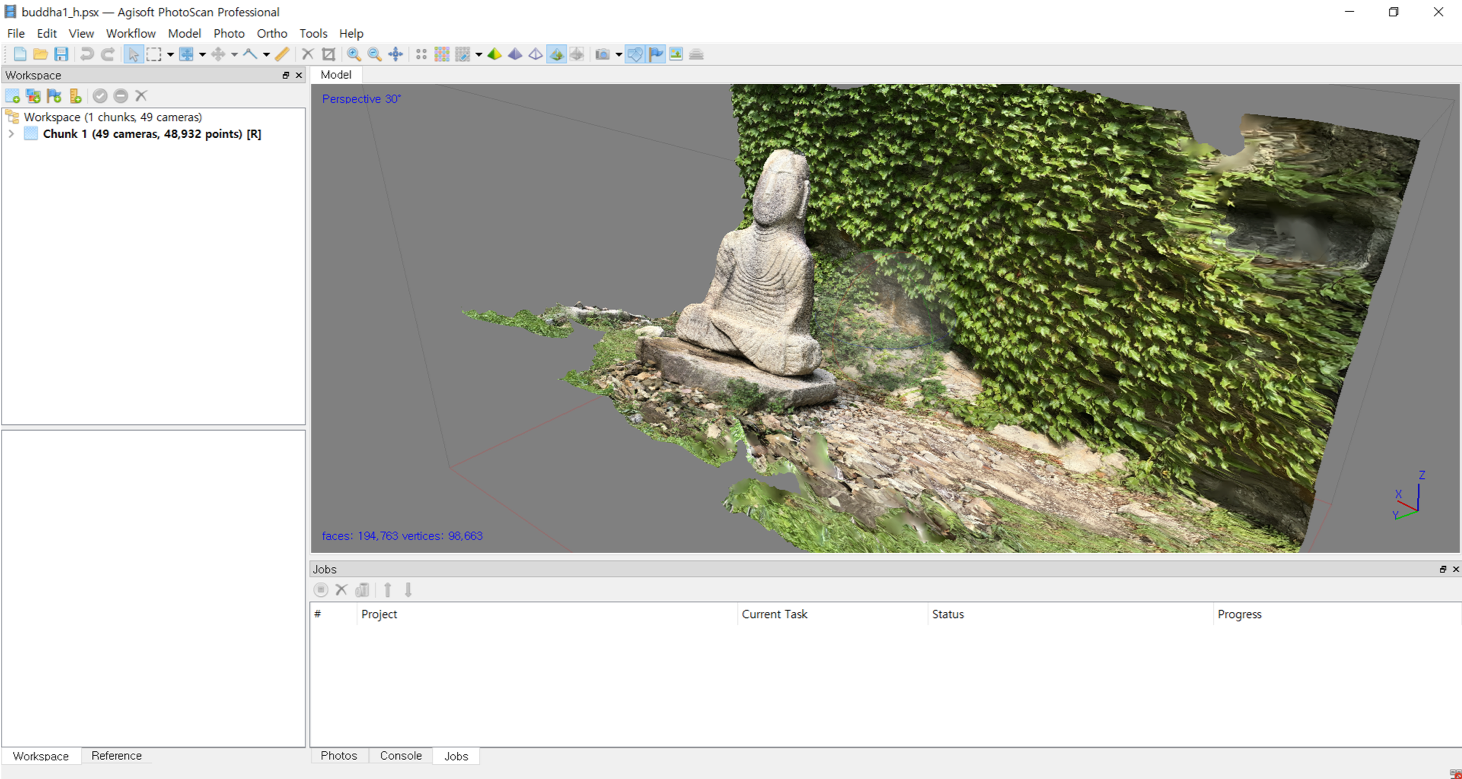 buddha1_h.psx — Agisoft PhotoScan Professional
File Edit View Workflow Model Photo Ortho Tools Help
Workspace
Workspace (1 chunks, 49 cameras)
Chunk 1 (49 cameras, 48,932 points) [R]
Model
Perspective 30°
Z
X
Y
faces: 194,763 vertices: 98,663
Jobs
# Project Current Task Status Progress
Workspace Reference
Photos Console Jobs